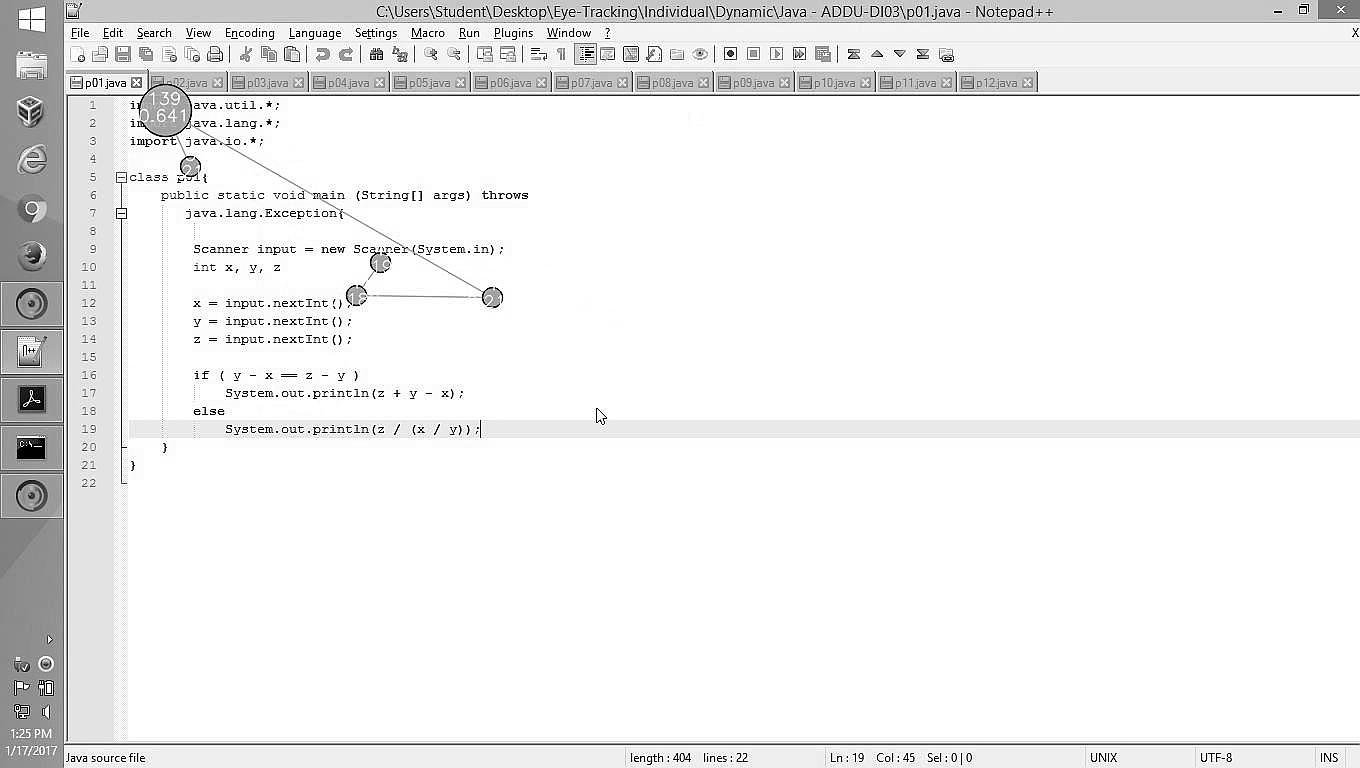 C:\Users\Student\Desktop\Eye-Tracking\Individual\Dynamic\Java - ADDU-DI03\p01.java - Notepad++
File Edit Search View Encoding Language Settings Macro Run Plugins Window ? X
p01.java p02.java p03.java p04.java p05.java p06.java p07.java p08.java p09.java p10.java p11.java p12.java
139
0.641
1 java.util.*;
2 java.lang.*;
3 import java.io.*;
4
5 class p01{
6 public static void main (String[] args) throws
7 java.lang.Exception{
8
9 Scanner input = new Scanner(System.in);
19
10 int x, y, z
11
18 21
12 x = input.nextInt();
13 y = input.nextInt();
14 z = input.nextInt();
15
16 if ( y - x == z - y )
17 System.out.println(z + y - x);
18 else
19 System.out.println(z / (x / y));
20 }
21 }
22
1:25 PM
1/17/2017
Java source file length : 404 lines : 22 Ln : 19 Col : 45 Sel : 0 | 0 UNIX UTF-8 INS